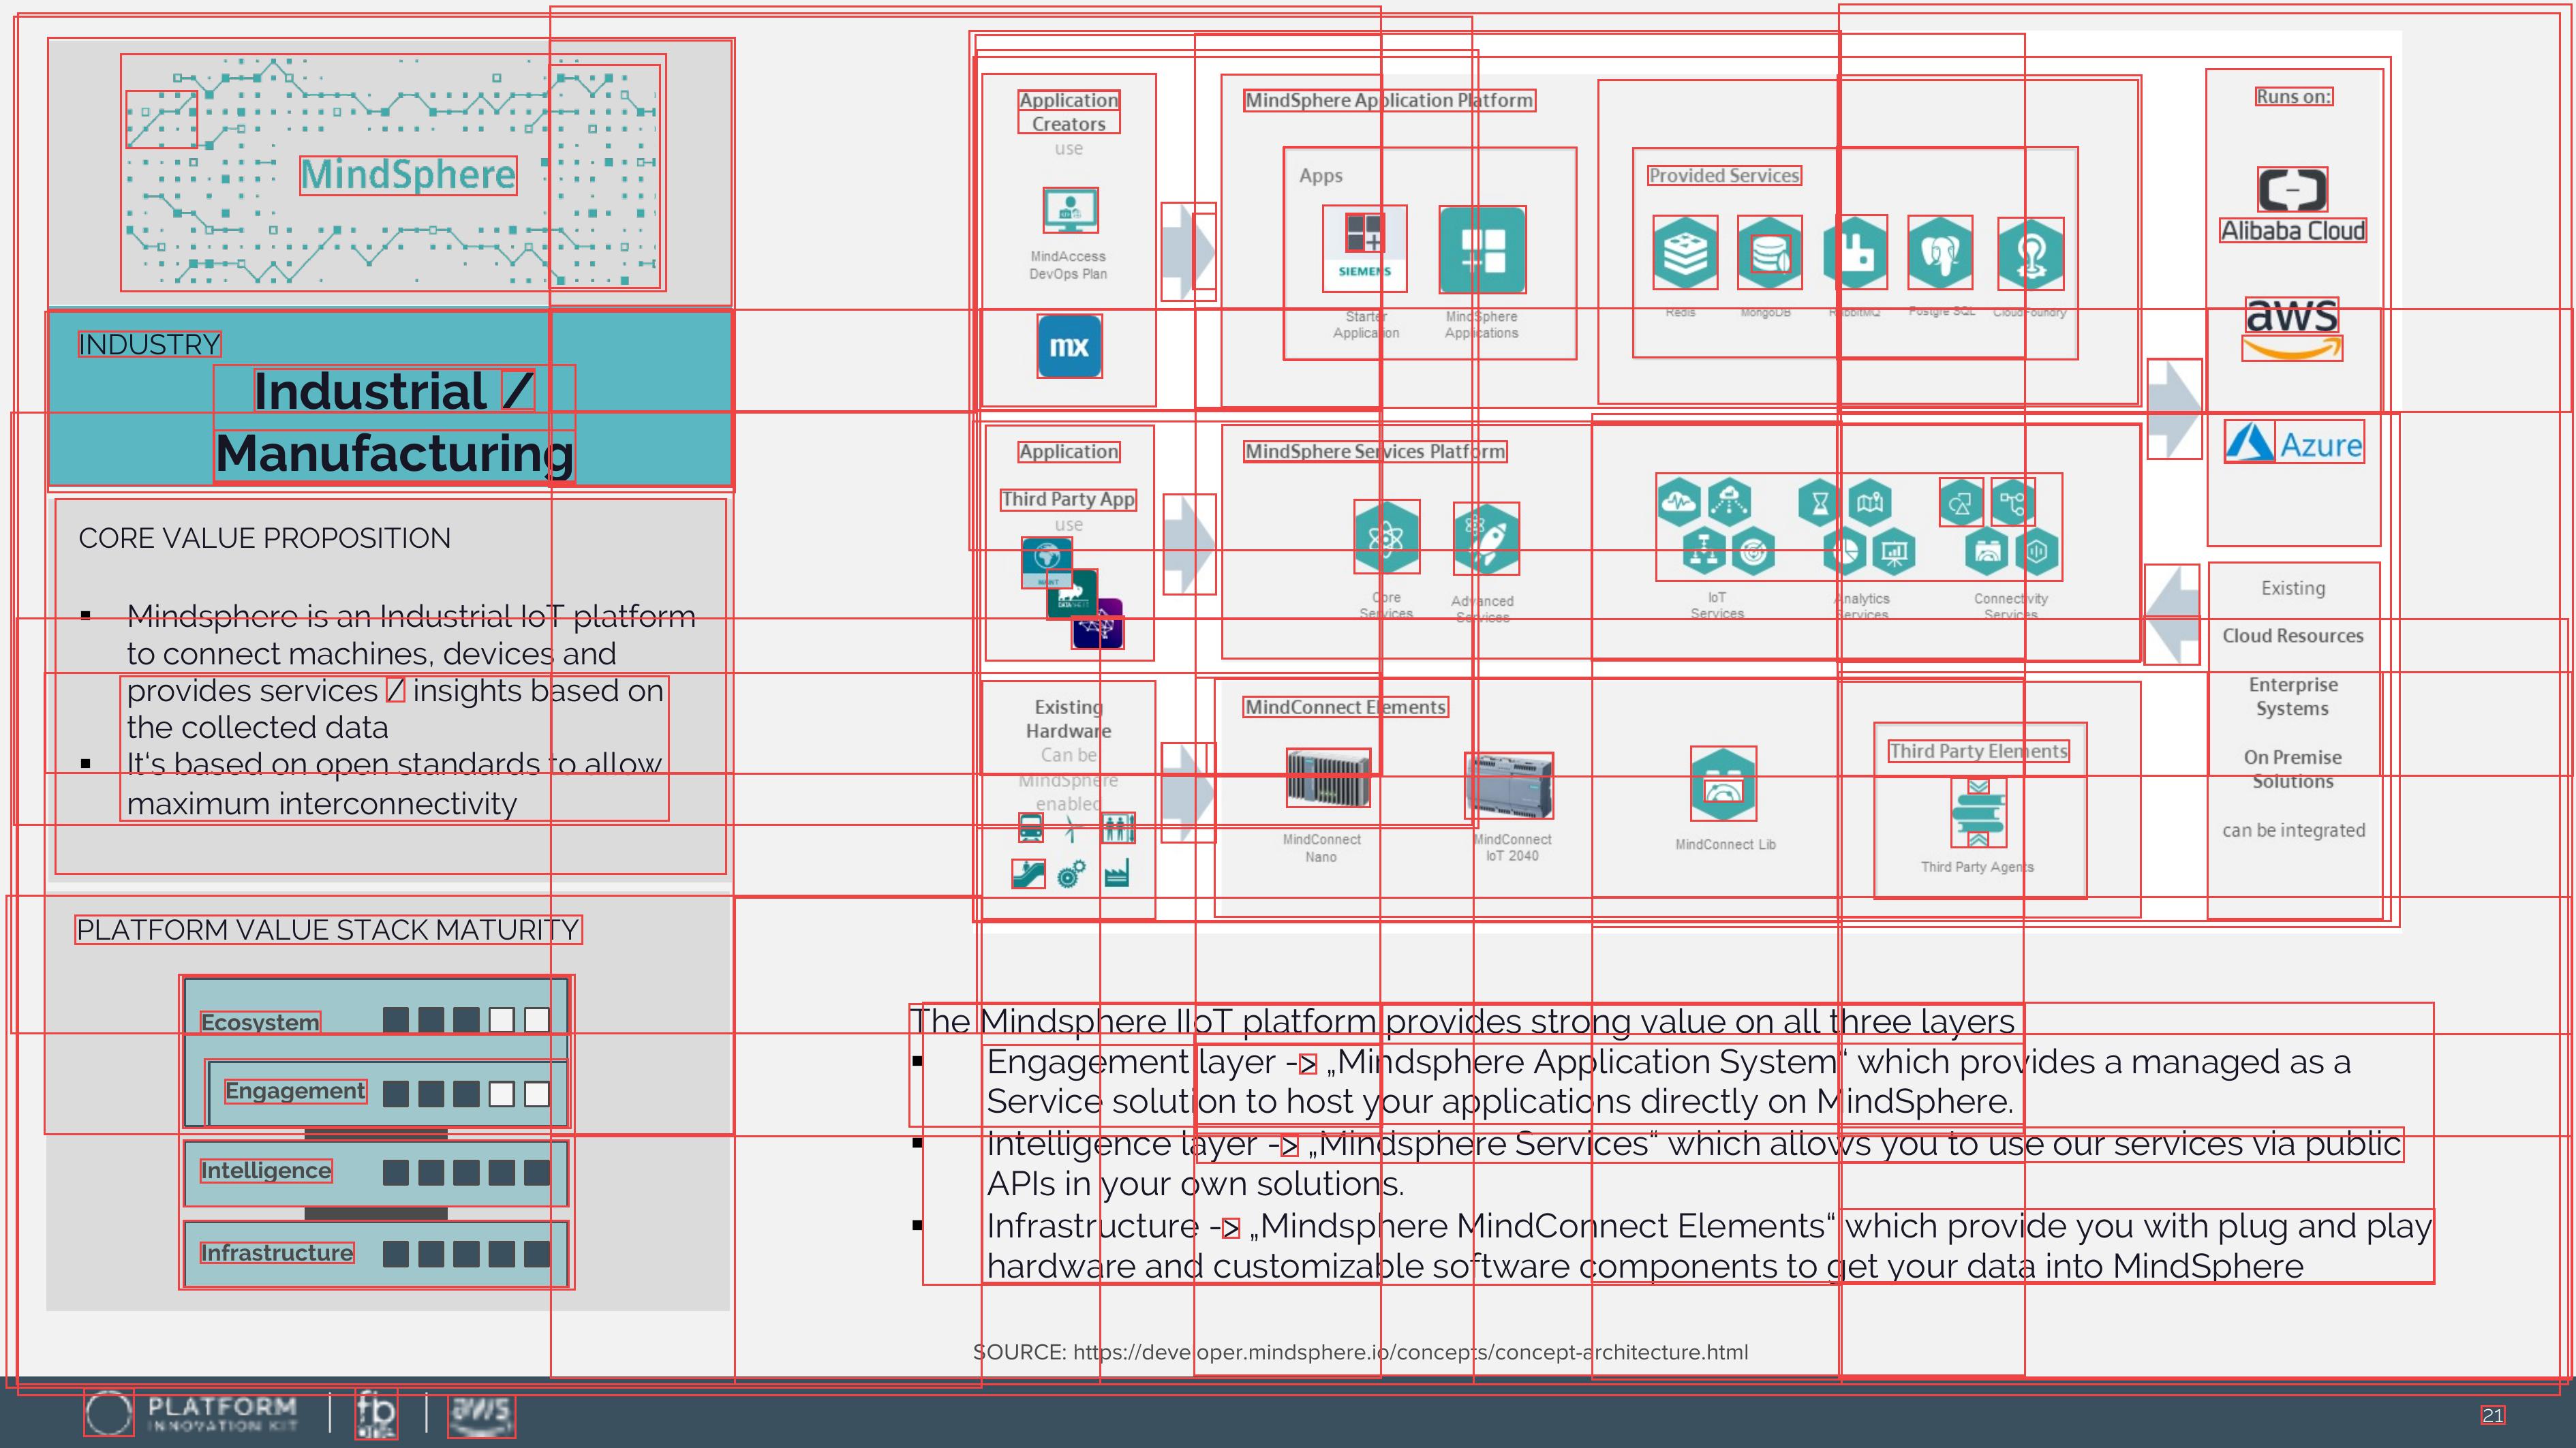 MindSphere
INDUSTRY
Industrial /
Manufacturing
CORE VALUE PROPOSITION
▪ Mindsphere is an Industrial IoT platform
to connect machines, devices and
provides services / insights based on
the collected data
▪ It‘s based on open standards to allow
maximum interconnectivity
PLATFORM VALUE STACK MATURITY
Ecosystem
Engagement
Intelligence
Infrastructure
Application
Creators
use
MindAccess
DevOps Plan
mx
MindSphere Application Platform
Apps
SIEMENS
Starter
Application
MindSphere
Applications
Provided Services
Redis
MongoDB
RabbitMQ
Postgre SQL
Cloud Foundry
Application
Third Party App
use
MindSphere Services Platform
Core
Services
Advanced
Services
IoT
Services
Analytics
Services
Connectivity
Services
Existing
Hardware
Can be
MindSphere
enabled
MindConnect Elements
MindConnect
Nano
MindConnect
IoT 2040
MindConnect Lib
Third Party Elements
Third Party Agents
Runs on:
Alibaba Cloud
aws
Azure
Existing
Cloud Resources
Enterprise
Systems
On Premise
Solutions
can be integrated
The Mindsphere IIoT platform provides strong value on all three layers
▪ Engagement layer -> „Mindsphere Application System“ which provides a managed as a
Service solution to host your applications directly on MindSphere.
▪ Intelligence layer -> „Mindsphere Services“ which allows you to use our services via public
APIs in your own solutions.
▪ Infrastructure -> „Mindsphere MindConnect Elements“ which provide you with plug and play
hardware and customizable software components to get your data into MindSphere
SOURCE: https://developer.mindsphere.io/concepts/concept-architecture.html
PLATFORM
INNOVATION KIT
fb
aws
21